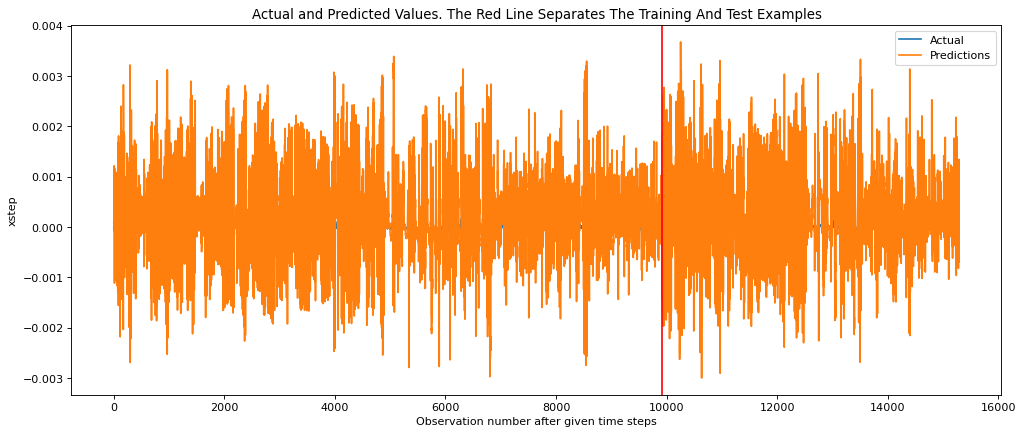 Actual and Predicted Values. The Red Line Separates The Training And Test Examples
Actual
Predictions
0.004
0.003
0.002
0.001
0.000
−0.001
−0.002
−0.003
xstep
0 2000 4000 6000 8000 10000 12000 14000 16000
Observation number after given time steps